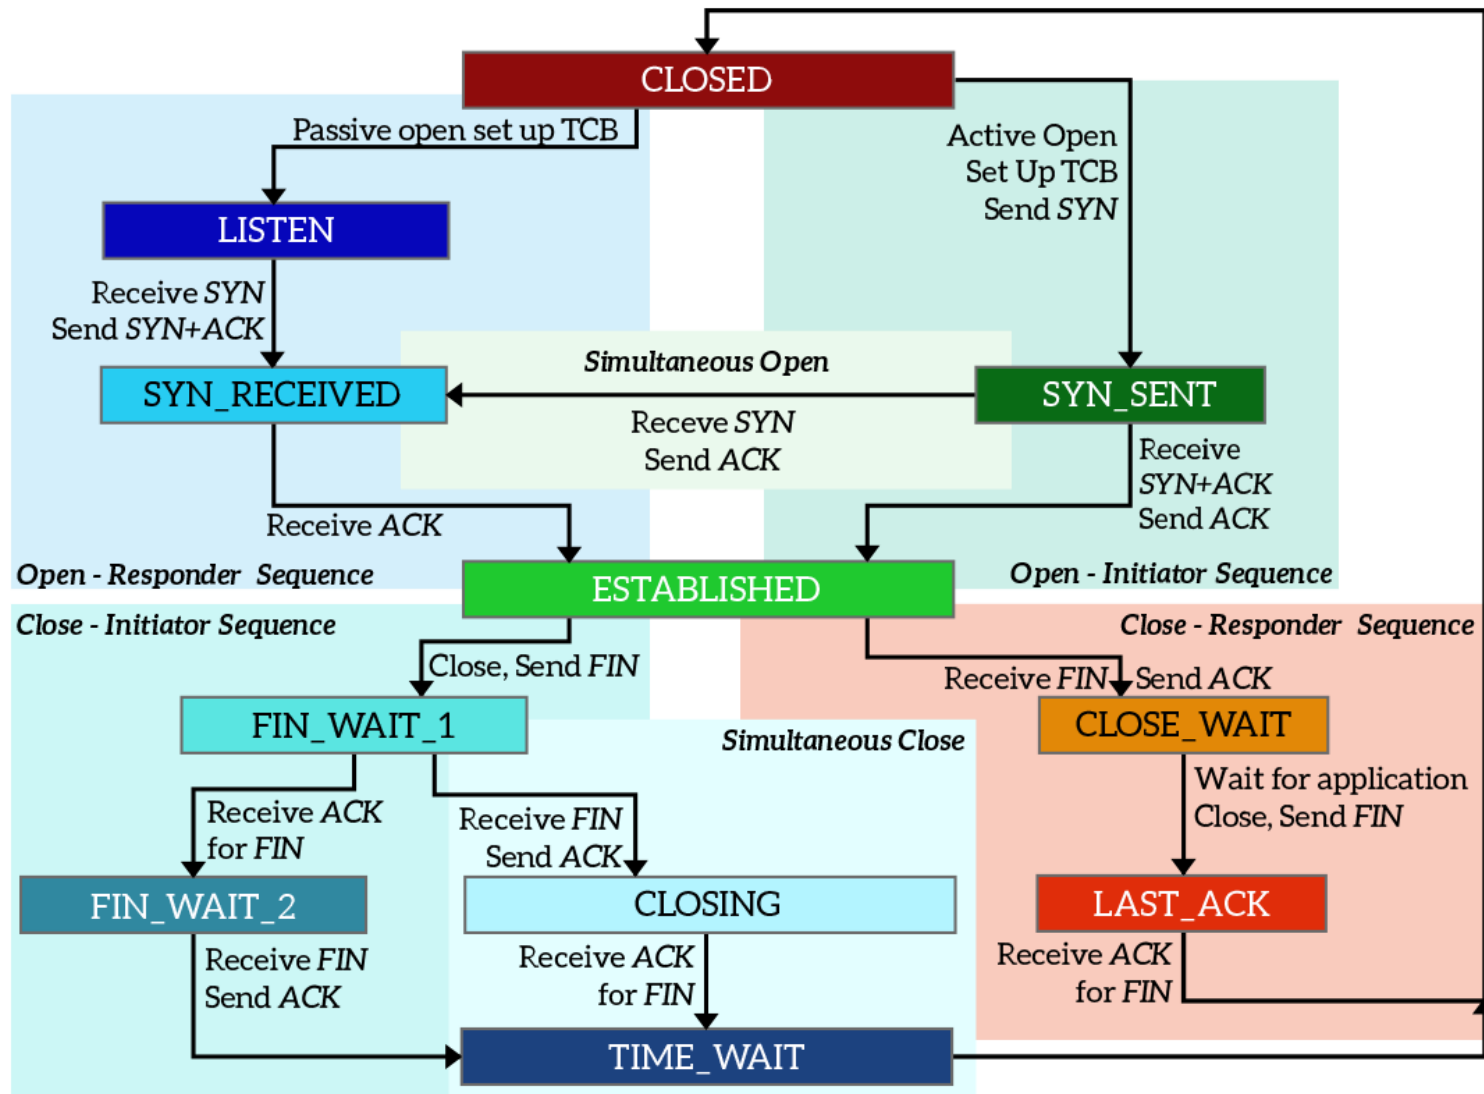 CLOSED
Passive open set up TCB
Active Open
Set Up TCB
Send SYN
LISTEN
Receive SYN
Send SYN+ACK
Simultaneous Open
SYN_RECEIVED
SYN_SENT
Receve SYN
Send ACK
Receive
SYN+ACK
Send ACK
Receive ACK
Open - Responder Sequence
Open - Initiator Sequence
ESTABLISHED
Close - Initiator Sequence
Close - Responder Sequence
Close, Send FIN
Receive FIN
Send ACK
FIN_WAIT_1
CLOSE_WAIT
Simultaneous Close
Receive ACK
for FIN
Receive FIN
Send ACK
Wait for application
Close, Send FIN
FIN_WAIT_2
CLOSING
LAST_ACK
Receive FIN
Send ACK
Receive ACK
for FIN
Receive ACK
for FIN
TIME_WAIT